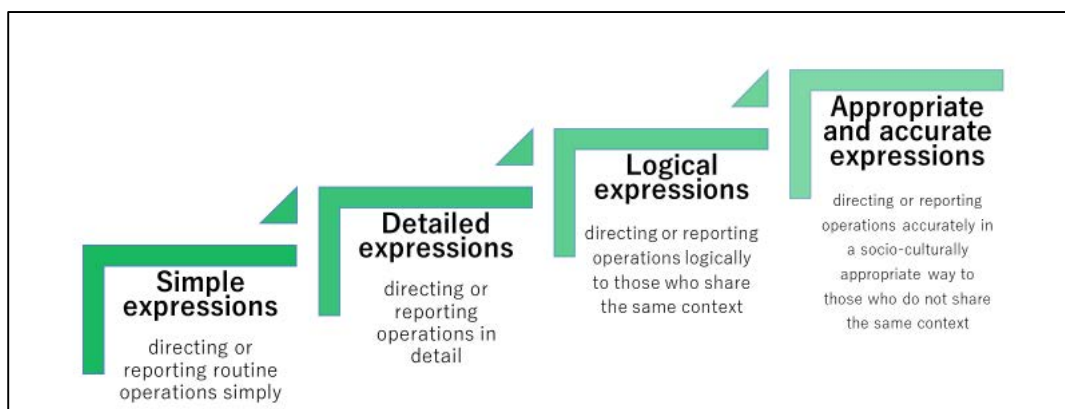 Simple
expressions
directing or
reporting routine
operations simply
Detailed
expressions
directing or
reporting
operations in
detail
Logical
expressions
directing or reporting
operations logically
to those who share
the same context
Appropriate
and accurate
expressions
directing or reporting
operations accurately in
a socio-culturally
appropriate way to
those who do not share
the same context